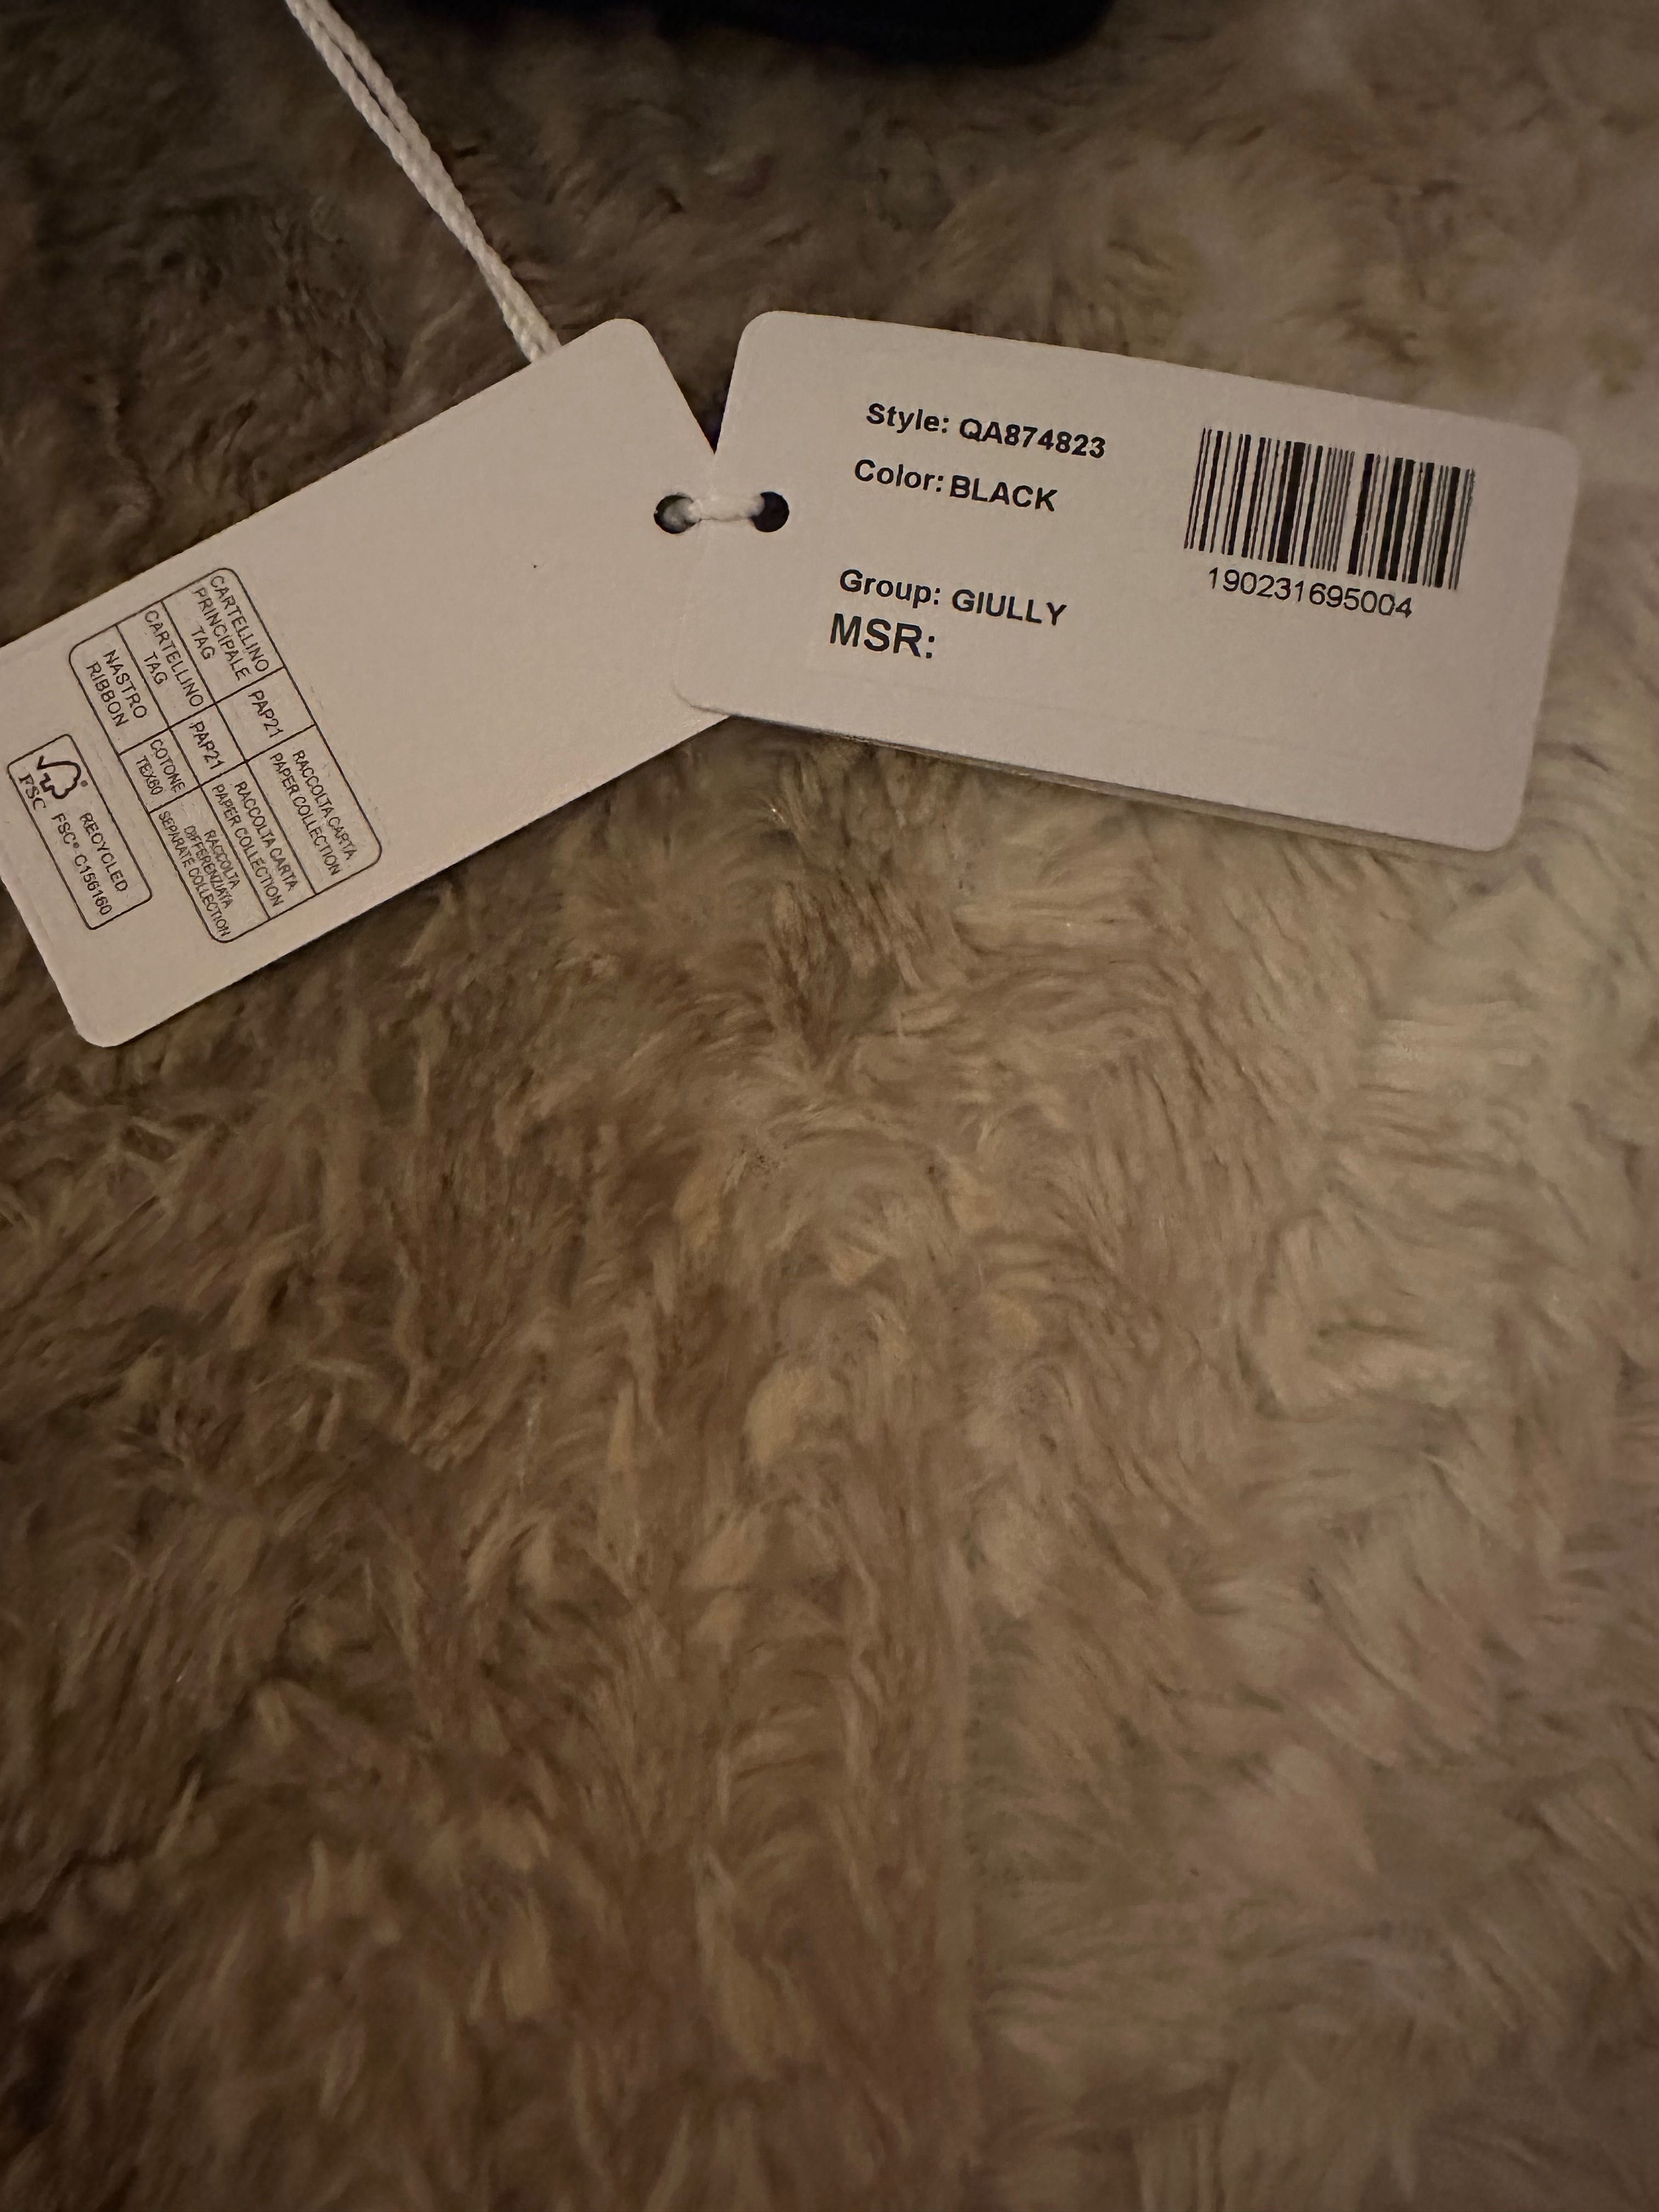 Style: QA874823
Color: BLACK
Group: GIULLY
MSR:
190231695004
CARTELLINO
PRINCIPALE
TAG
PAP21
RACCOLTA CARTA
PAPER COLLECTION
CARTELLINO
TAG
PAP21
RACCOLTA CARTA
PAPER COLLECTION
NASTRO
RIBBON
COTONE
TEX60
RACCOLTA
DIFFERENZIATA
SEPARATE COLLECTION
FSC
RECYCLED
FSC® C156160